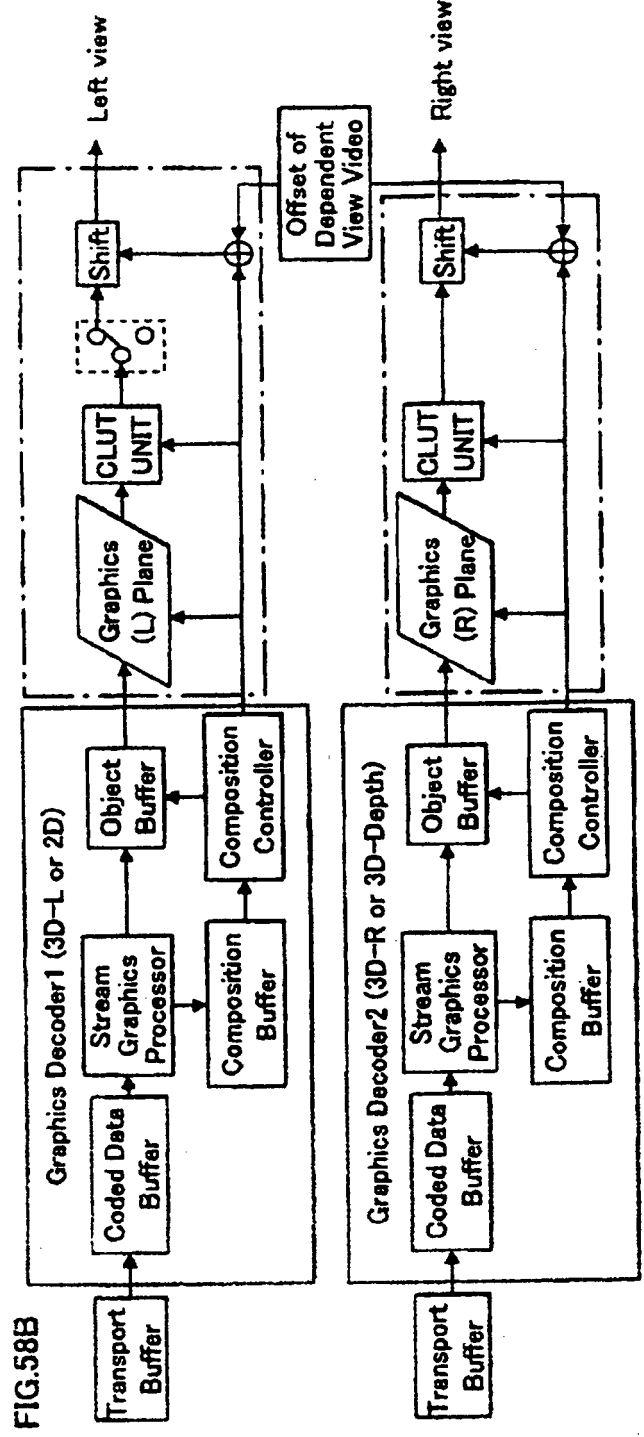 FIG.58B
Graphics Decoder1 (3D-L or 2D)
Transport
Buffer
Coded Data
Buffer
Stream
Graphics
Processor
Object
Buffer
Composition
Buffer
Composition
Controller
Graphics
(L) Plane
CLUT
UNIT
Shift
Left view
Offset of
Dependent
View Video
Graphics Decoder2 (3D-R or 3D-Depth)
Transport
Buffer
Coded Data
Buffer
Stream
Graphics
Processor
Object
Buffer
Composition
Buffer
Composition
Controller
Graphics
(R) Plane
CLUT
UNIT
Shift
Right view